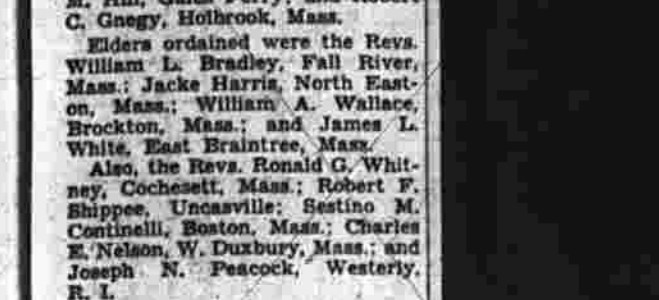 C. Gnegy, Holbrook, Mass.
Elders ordained were the Revs.
William L. Bradley, Fall River,
Mass.; Jacke Harris, North East-
on, Mass.; William A. Wallace,
Brockton, Mass.; and James L.
White, East Braintree, Mass.
Also, the Revs. Ronald G. Whit-
ney, Cochesett, Mass.; Robert F.
Shippee, Uncasville; Sestino M.
Continelli, Boston, Mass.; Charles
E. Nelson, W. Duxbury, Mass.; and
Joseph N. Peacock, Westerly,
R. I.